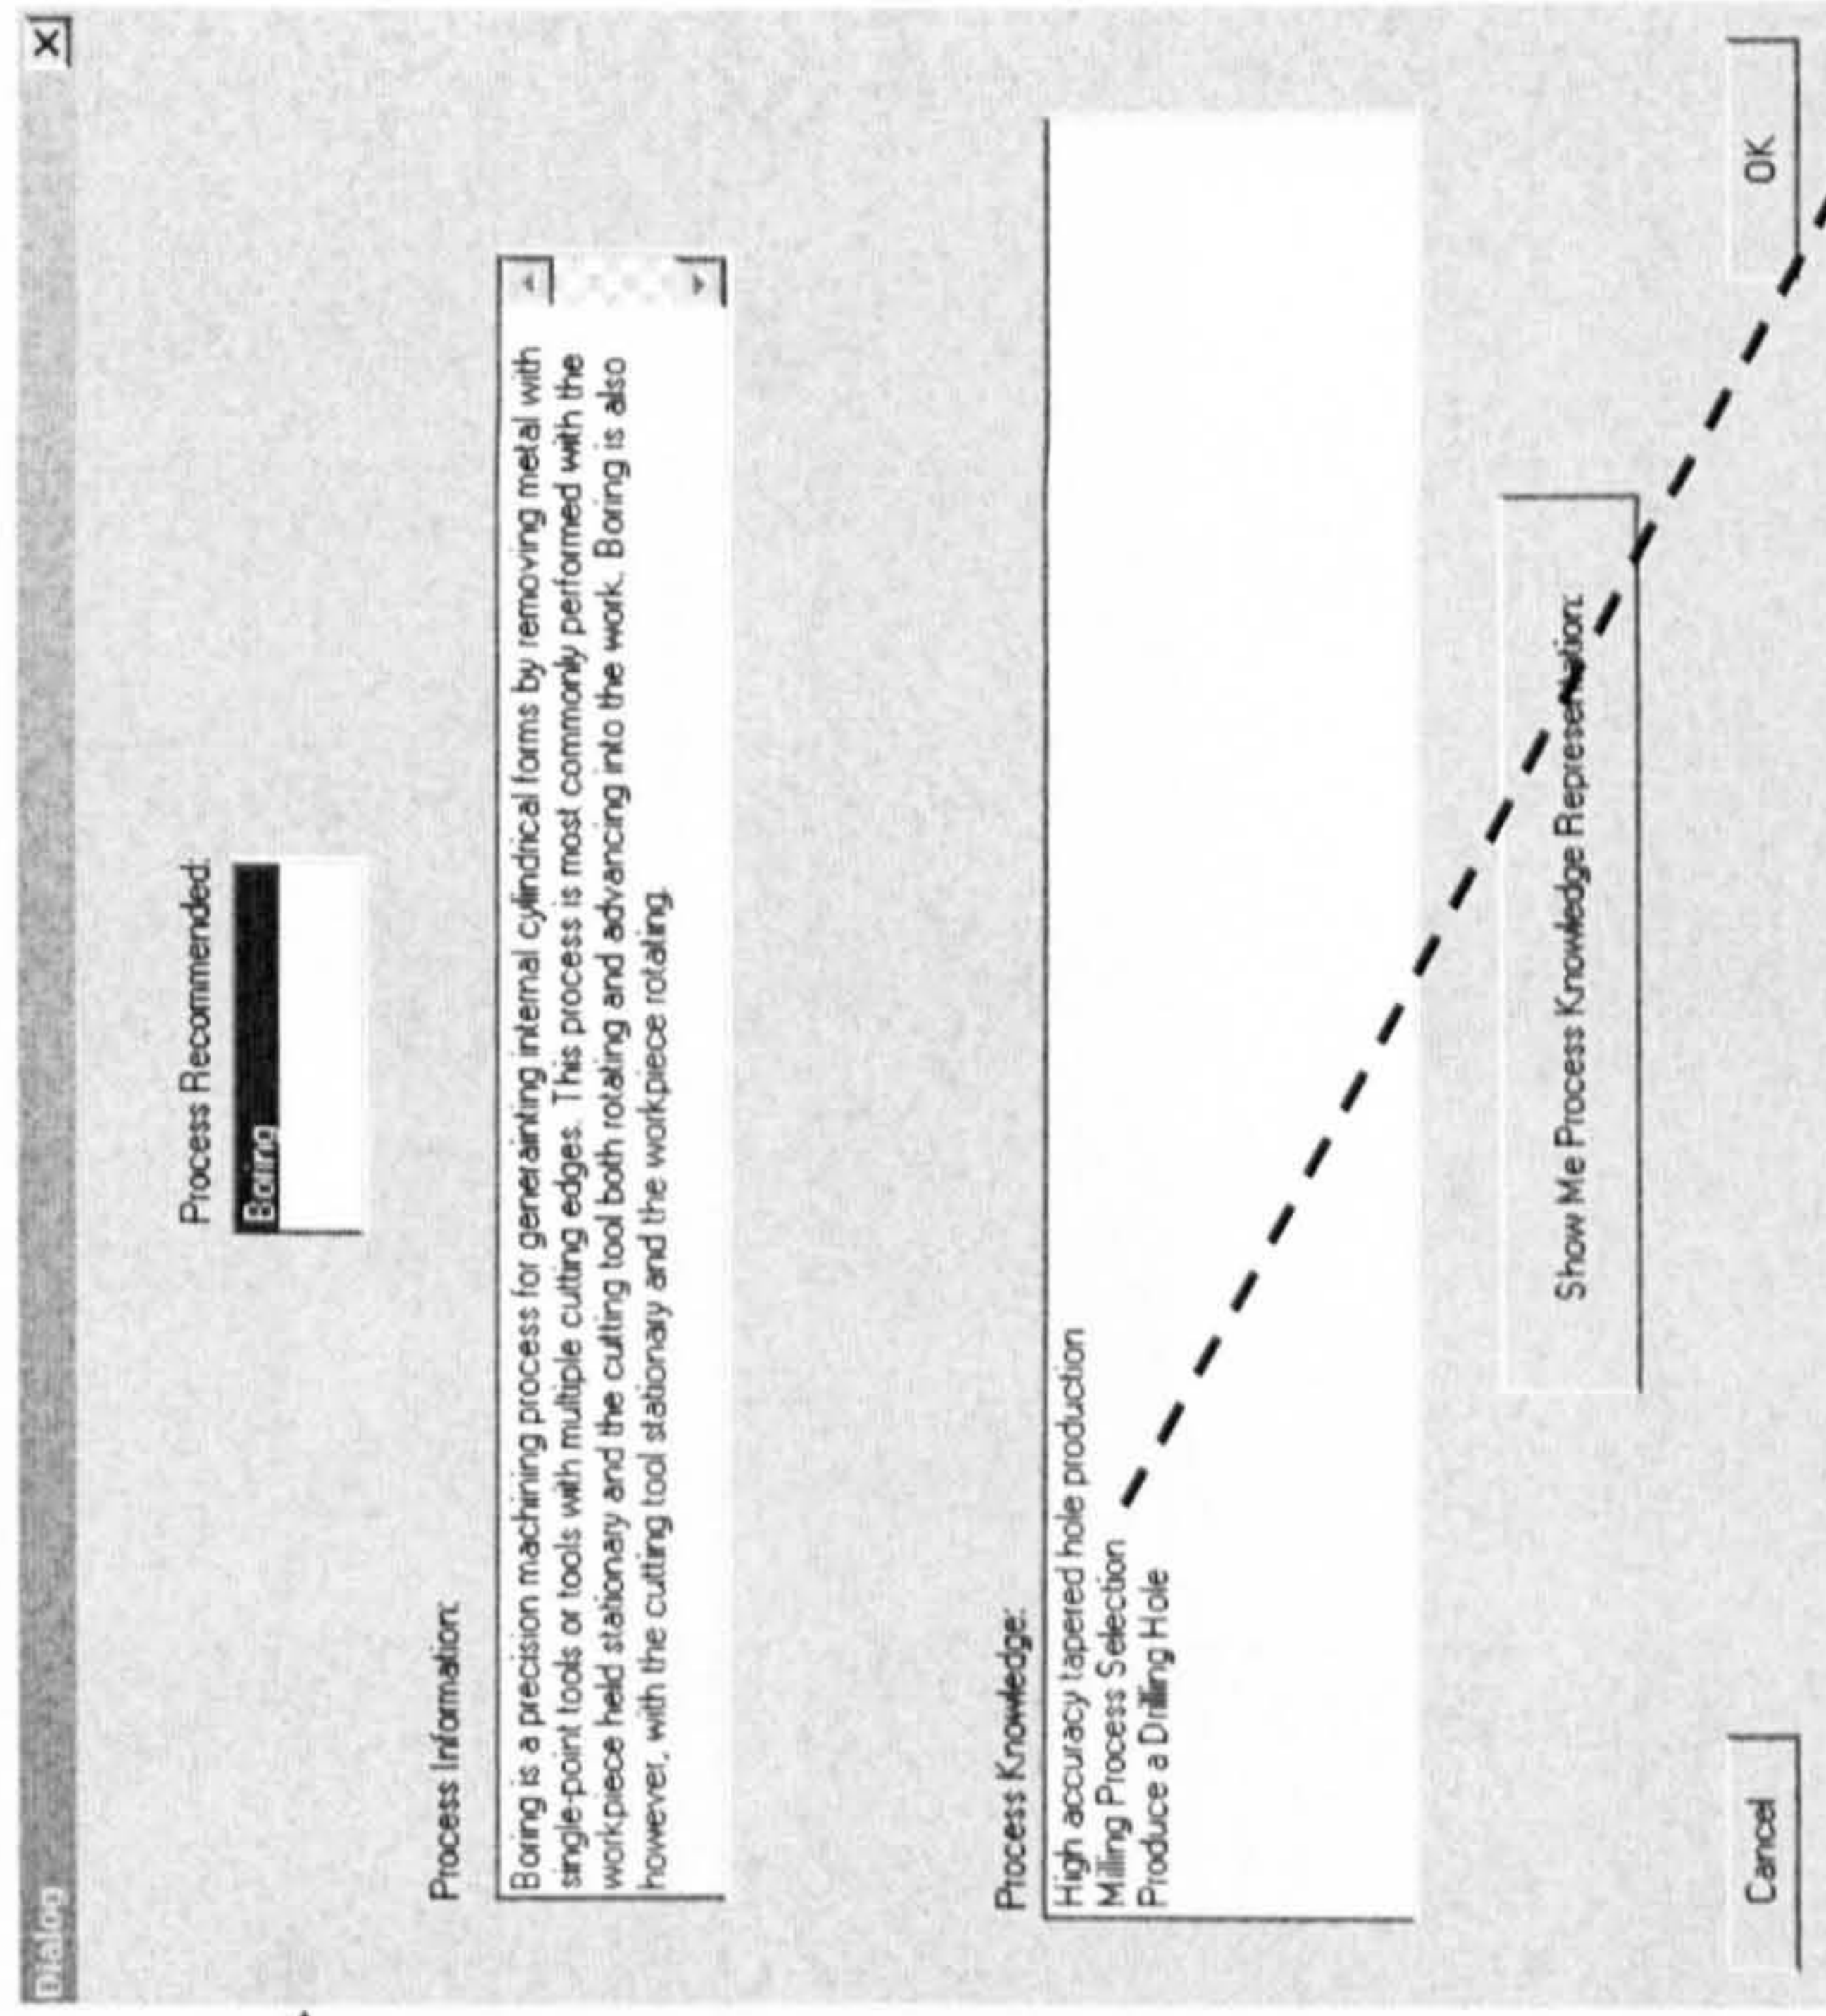 Dialog
Process Recommended:
Boring
Process Information:
Boring is a precision machining process for generainting internal cylindrical forms by removing metal with
single-point tools or tools with multiple cutting edges. This process is most commonly performed with the
workpiece held stationary and the cutting tool both rotating and advancing into the work. Boring is also
however, with the cutting tool stationary and the workpiece rotating.
Process Knowledge:
High accuracy tapered hole production
Milling Process Selection
Produce a Drilling Hole
Show Me Process Knowledge Representation:
Cancel
OK